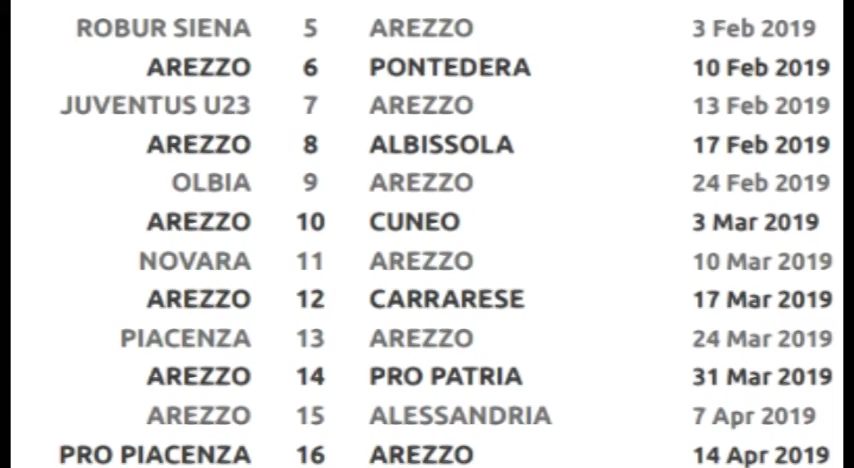 ROBUR SIENA 5 AREZZO 3 Feb 2019
AREZZO 6 PONTEDERA 10 Feb 2019
JUVENTUS U23 7 AREZZO 13 Feb 2019
AREZZO 8 ALBISSOLA 17 Feb 2019
OLBIA 9 AREZZO 24 Feb 2019
AREZZO 10 CUNEO 3 Mar 2019
NOVARA 11 AREZZO 10 Mar 2019
AREZZO 12 CARRARESE 17 Mar 2019
PIACENZA 13 AREZZO 24 Mar 2019
AREZZO 14 PRO PATRIA 31 Mar 2019
AREZZO 15 ALESSANDRIA 7 Apr 2019
PRO PIACENZA 16 AREZZO 14 Apr 2019